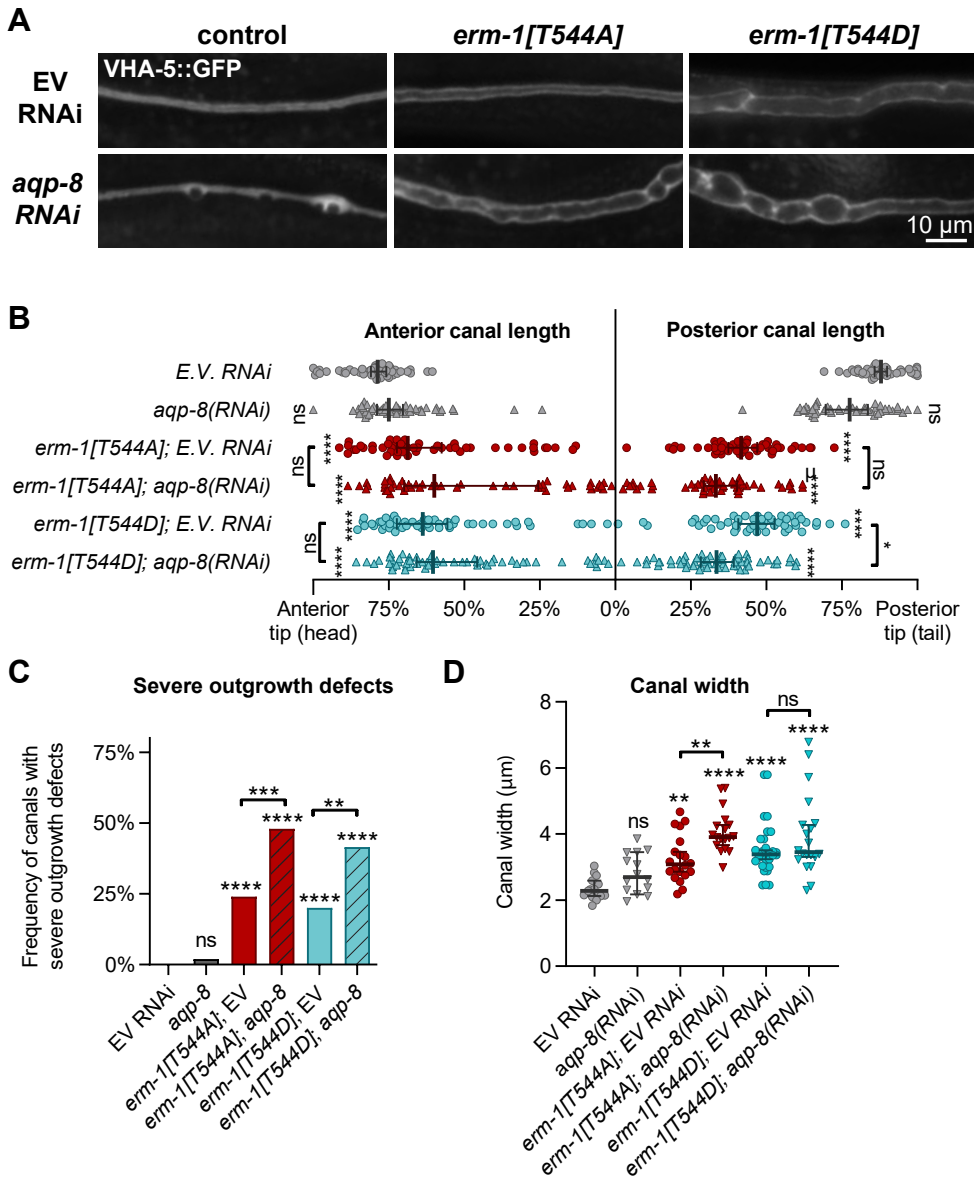 A
control
erm-1[T544A]
erm-1[T544D]
EV
RNAi
VHA-5::GFP
aqp-8
RNAi
10 µm
B
Anterior canal length
Posterior canal length
E.V. RNAi
aqp-8(RNAi)
ns
ns
erm-1[T544A]; E.V. RNAi
****
****
ns
ns
erm-1[T544A]; aqp-8(RNAi)
****
****
††
erm-1[T544D]; E.V. RNAi
****
****
ns
*
erm-1[T544D]; aqp-8(RNAi)
****
****
Anterior
tip (head)
75%
50%
25%
0%
25%
50%
75%
Posterior
tip (tail)
C
Severe outgrowth defects
Frequency of canals with
severe outgrowth defects
75%
50%
25%
0%
ns
****
***
****
****
**
****
EV RNAi
aqp-8
erm-1[T544A]; EV
erm-1[T544A]; aqp-8
erm-1[T544D]; EV
erm-1[T544D]; aqp-8
D
Canal width
Canal width (µm)
8
6
4
2
0
ns
**
**
****
****
ns
****
EV RNAi
aqp-8(RNAi)
erm-1[T544A]; EV RNAi
erm-1[T544A]; aqp-8(RNAi)
erm-1[T544D]; EV RNAi
erm-1[T544D]; aqp-8(RNAi)